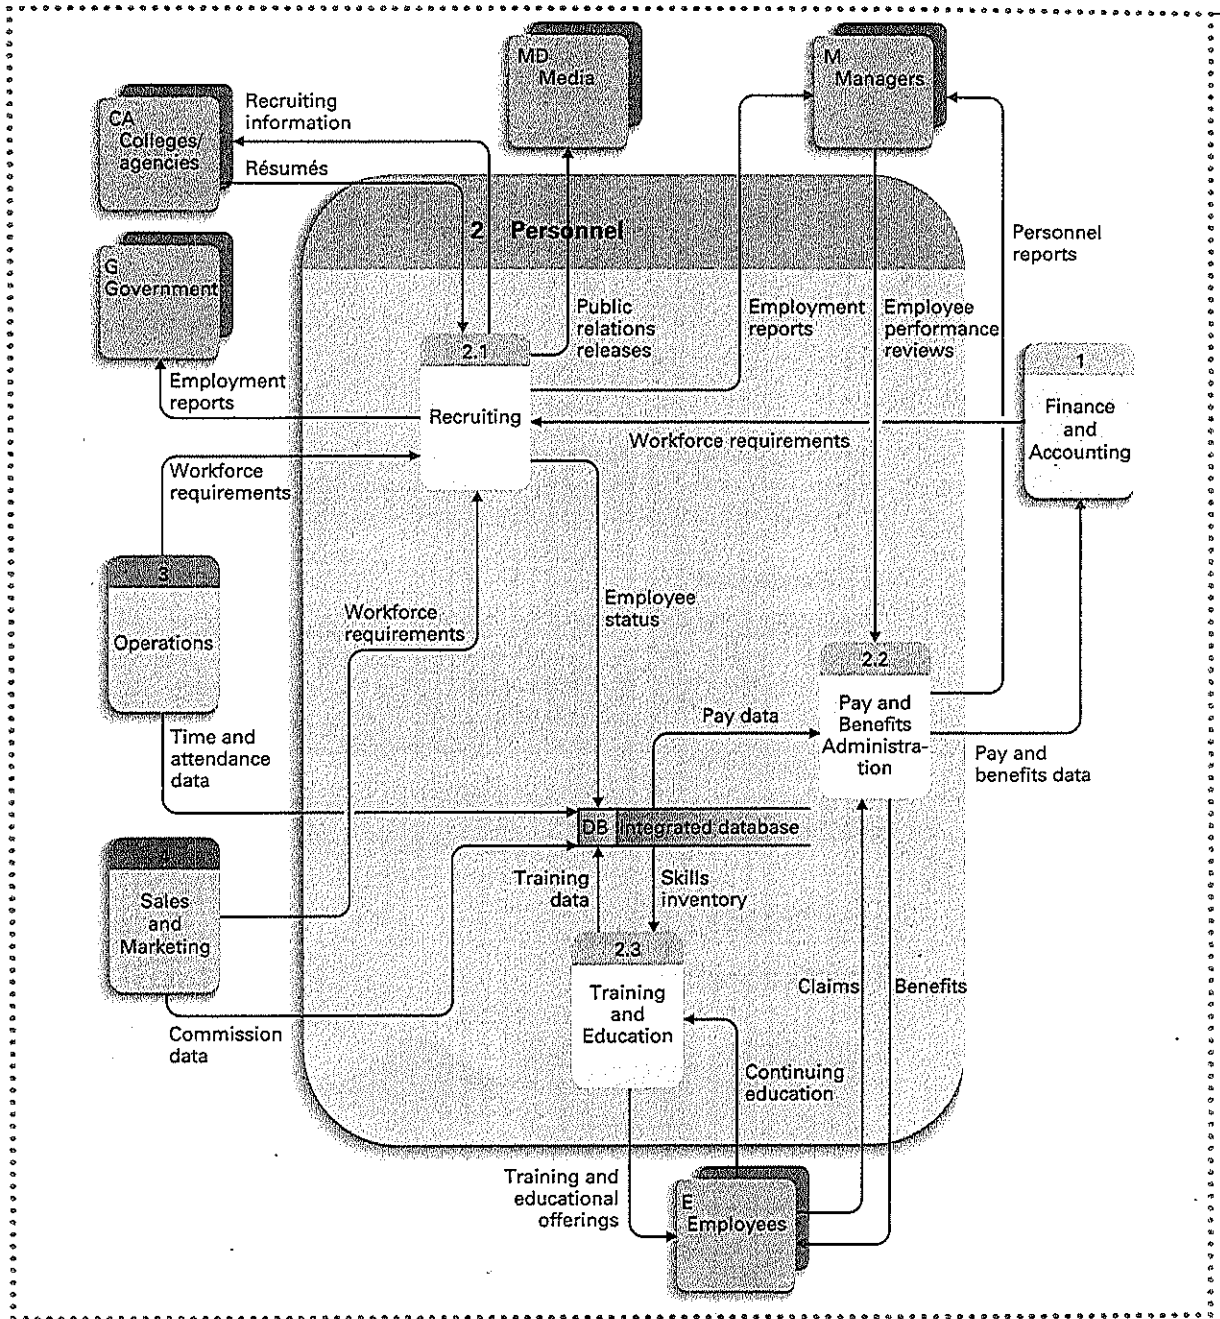 MD
Media
M
Managers
CA
Colleges/
agencies
Recruiting
information
Résumés
G
Government
2 Personnel
Personnel
reports
Public
relations
releases
Employment
reports
Employee
performance
reviews
2.1
Recruiting
Employment
reports
1
Finance
and
Accounting
Workforce requirements
Workforce
requirements
3
Operations
Workforce
requirements
Employee
status
2.2
Pay and
Benefits
Administra-
tion
Pay data
Time and
attendance
data
Pay and
benefits data
DB Integrated database
4
Sales
and
Marketing
Training
data
Skills
inventory
2.3
Training
and
Education
Claims
Benefits
Commission
data
Continuing
education
Training and
educational
offerings
E
Employees